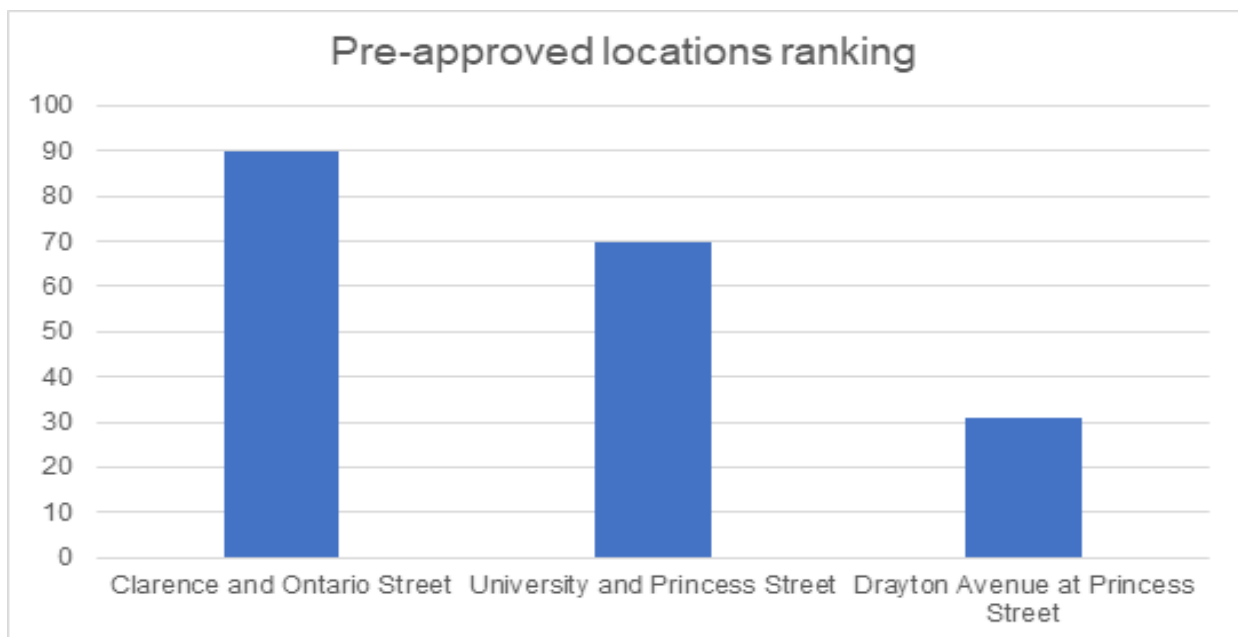 Pre-approved locations ranking
100
90
80
70
60
50
40
30
20
10
0
Clarence and Ontario Street
University and Princess Street
Drayton Avenue at Princess
Street